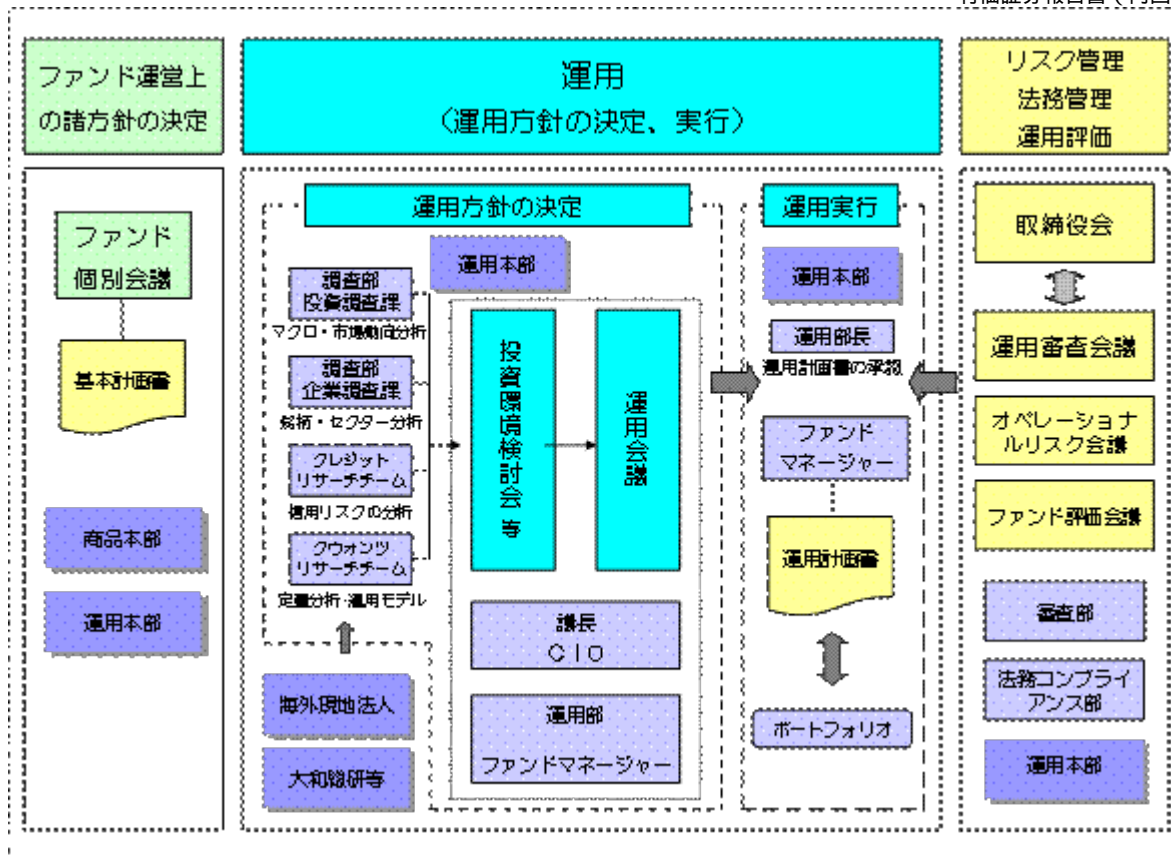 ファンド運営上
の諸方針の決定
運用
(運用方針の決定、実行)
リスク管理
法務管理
運用評価
ファンド
個別会議
基本計画書
商品本部
運用本部
運用方針の決定
運用本部
調査部
投資調査課
マクロ・市場動向分析
調査部
企業調査課
銘柄・セクター分析
クレジット
リサーチチーム
信用リスクの分析
クウォンツ
リサーチチーム
定量分析・運用モデル
海外現地法人
大和総研等
投資環境検討会 等
運用会議
議長
CIO
運用部
ファンドマネージャー
運用実行
運用本部
運用部長
運用計画書の承認
ファンド
マネージャー
運用計画書
ポートフォリオ
取締役会
運用審査会議
オペレーショナ
ルリスク会議
ファンド評価会議
審査部
法務コンプライ
アンス部
運用本部